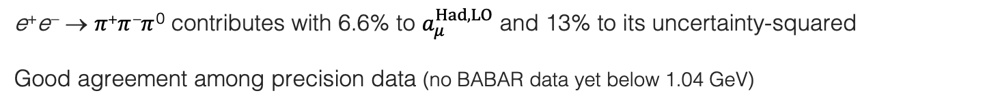 e⁺e⁻ → π⁺π⁻π⁰ contributes with 6.6% to a_μ^Had,LO and 13% to its uncertainty-squared
Good agreement among precision data (no BABAR data yet below 1.04 GeV)